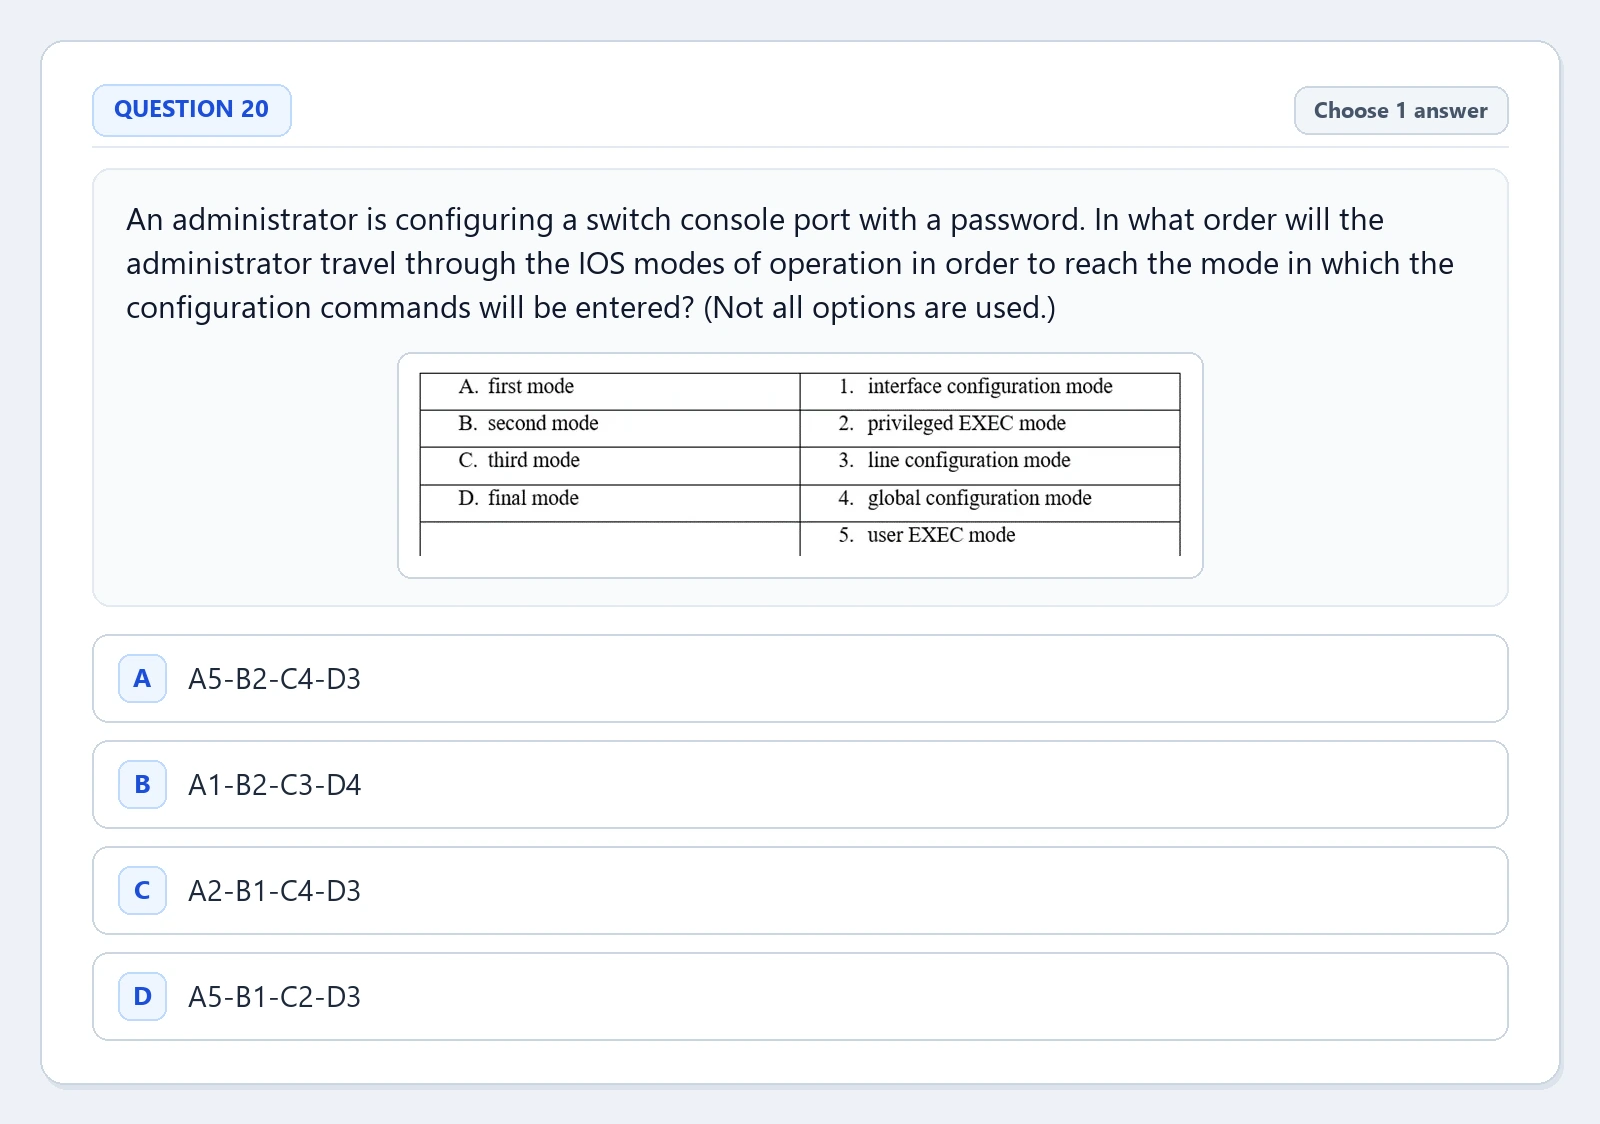 QUESTION 20
Choose 1 answer
An administrator is configuring a switch console port with a password. In what order will the
administrator travel through the IOS modes of operation in order to reach the mode in which the
configuration commands will be entered? (Not all options are used.)
A. first mode
1. interface configuration mode
B. second mode
2. privileged EXEC mode
C. third mode
3. line configuration mode
D. final mode
4. global configuration mode
5. user EXEC mode
A A5-B2-C4-D3
B A1-B2-C3-D4
C A2-B1-C4-D3
D A5-B1-C2-D3